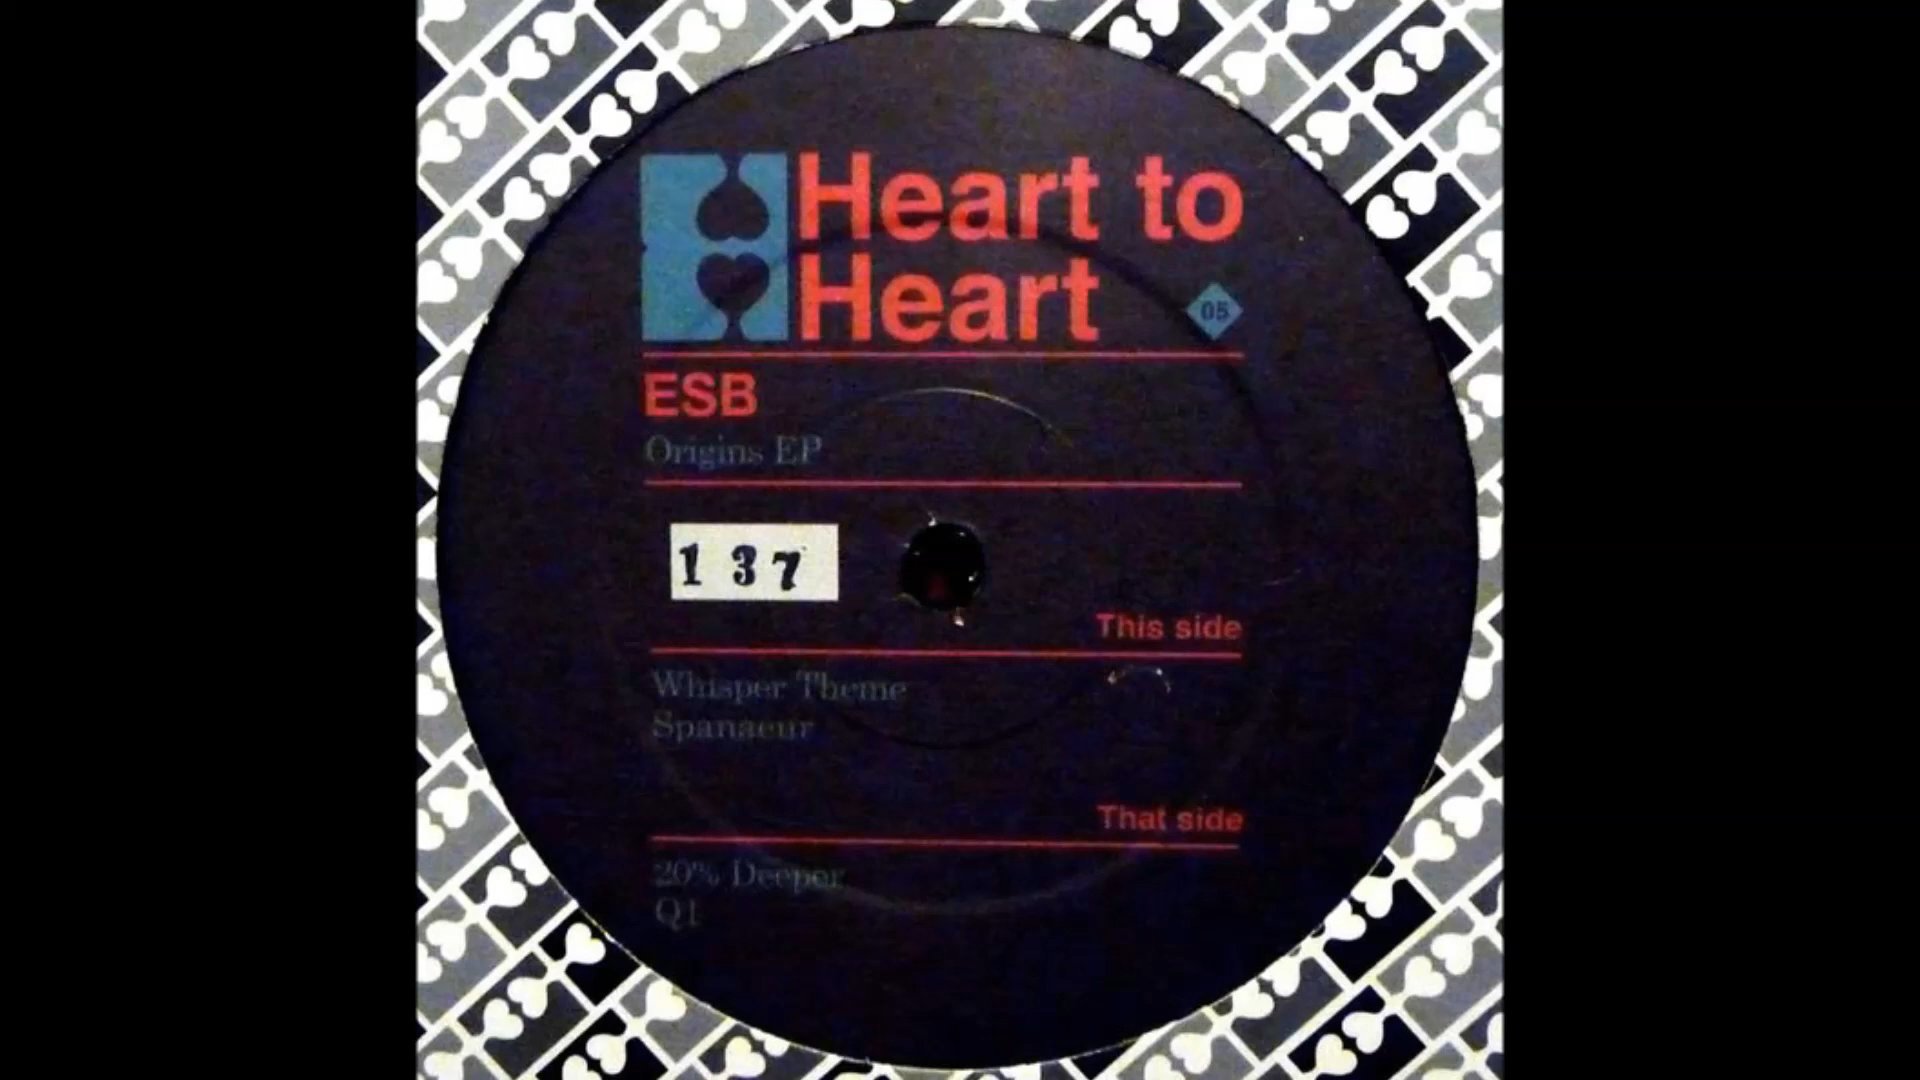 Heart to
Heart
05
ESB
Origins EP
137
This side
Whisper Theme
Spanaeur
That side
20% Deeper
Q1